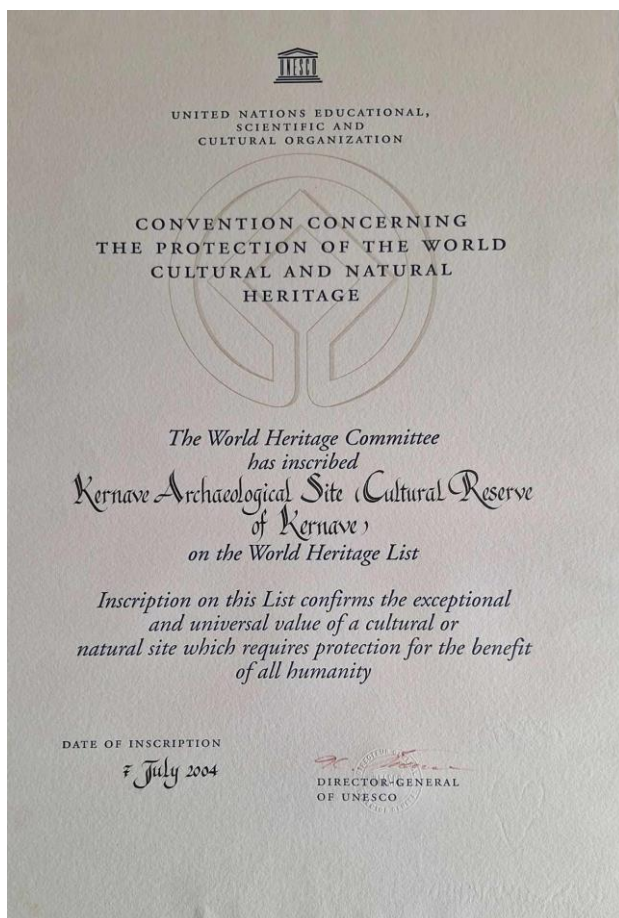 UNESCO
UNITED NATIONS EDUCATIONAL,
SCIENTIFIC AND
CULTURAL ORGANIZATION
CONVENTION CONCERNING
THE PROTECTION OF THE WORLD
CULTURAL AND NATURAL
HERITAGE
The World Heritage Committee
has inscribed
Kernave Archaeological Site (Cultural Reserve
of Kernave)
on the World Heritage List
Inscription on this List confirms the exceptional
and universal value of a cultural or
natural site which requires protection for the benefit
of all humanity
DATE OF INSCRIPTION
7 July 2004
DIRECTOR-GENERAL
OF UNESCO